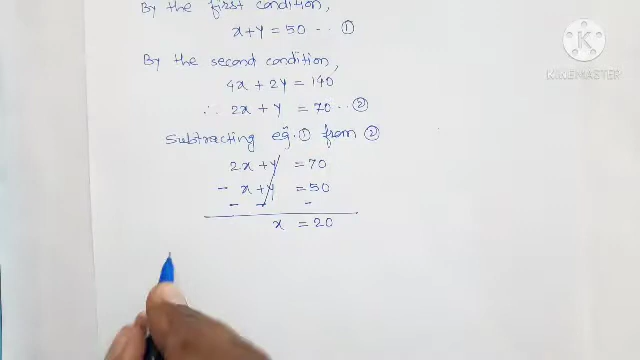 By the first condition,
x+y = 50 -- ①
By the second condition,
4x + 2y = 140
∴ 2x + y = 70 -- ②
Subtracting eq. ① from ②
2x + y = 70
- x + y = 50
- - -
x = 20
KINEMASTER